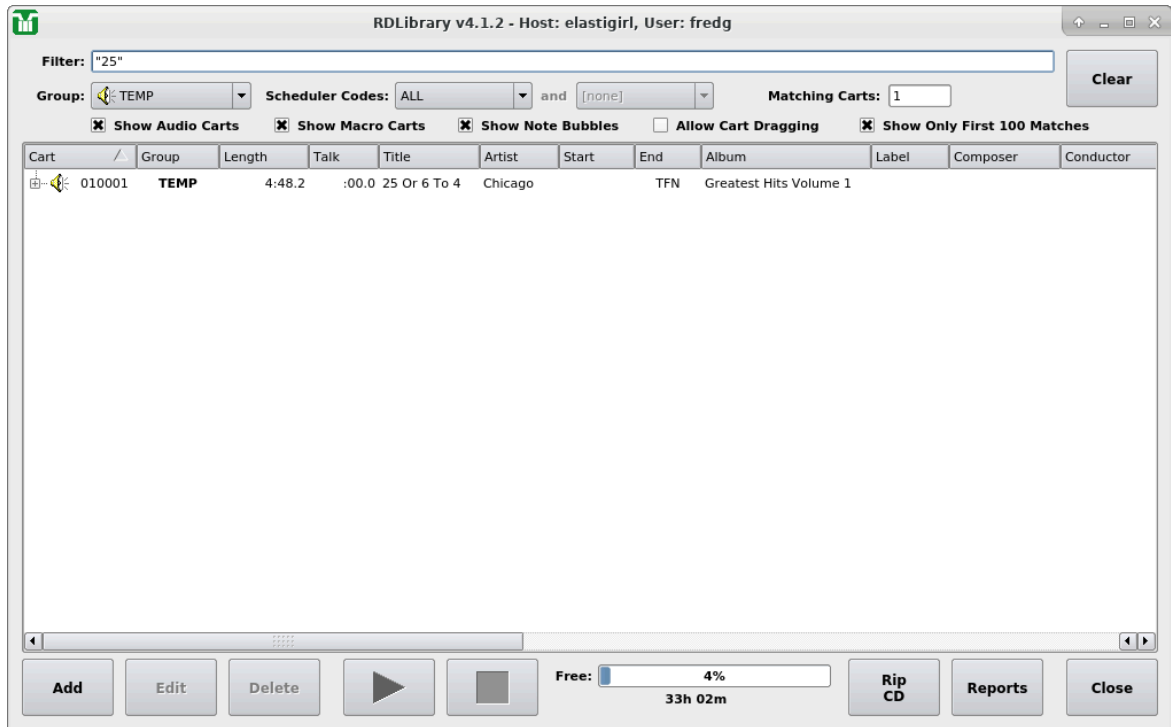 RDLibrary v4.1.2 - Host: elastigirl, User: fredg
Filter: "25"
Clear
Group: TEMP Scheduler Codes: ALL and [none] Matching Carts: 1
Show Audio Carts Show Macro Carts Show Note Bubbles Allow Cart Dragging Show Only First 100 Matches
Cart Group Length Talk Title Artist Start End Album Label Composer Conductor
010001 TEMP 4:48.2 :00.0 25 Or 6 To 4 Chicago TFN Greatest Hits Volume 1
Add Edit Delete Free: 4% Rip CD Reports Close
33h 02m